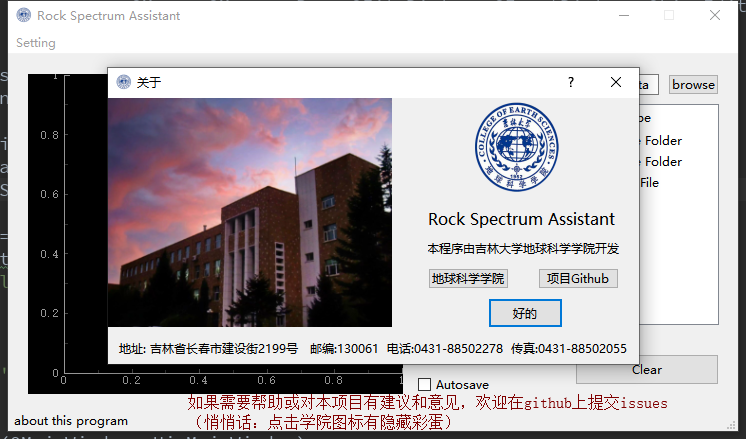 Rock Spectrum Assistant
Setting
关于
?
ta
browse
pe
Folder
Folder
File
1
0.8
0.6
0.4
0.2
0
0
0.2
0.4
0.6
0.8
1
COLLEGE OF EARTH SCIENCES
吉林大学
1952
地球科学学院
Rock Spectrum Assistant
本程序由吉林大学地球科学学院开发
地球科学学院
项目Github
好的
地址: 吉林省长春市建设街2199号 邮编:130061 电话:0431-88502278 传真:0431-88502055
Clear
Autosave
如果需要帮助或对本项目有建议和意见，欢迎在github上提交issues
（悄悄话：点击学院图标有隐藏彩蛋）
about this program